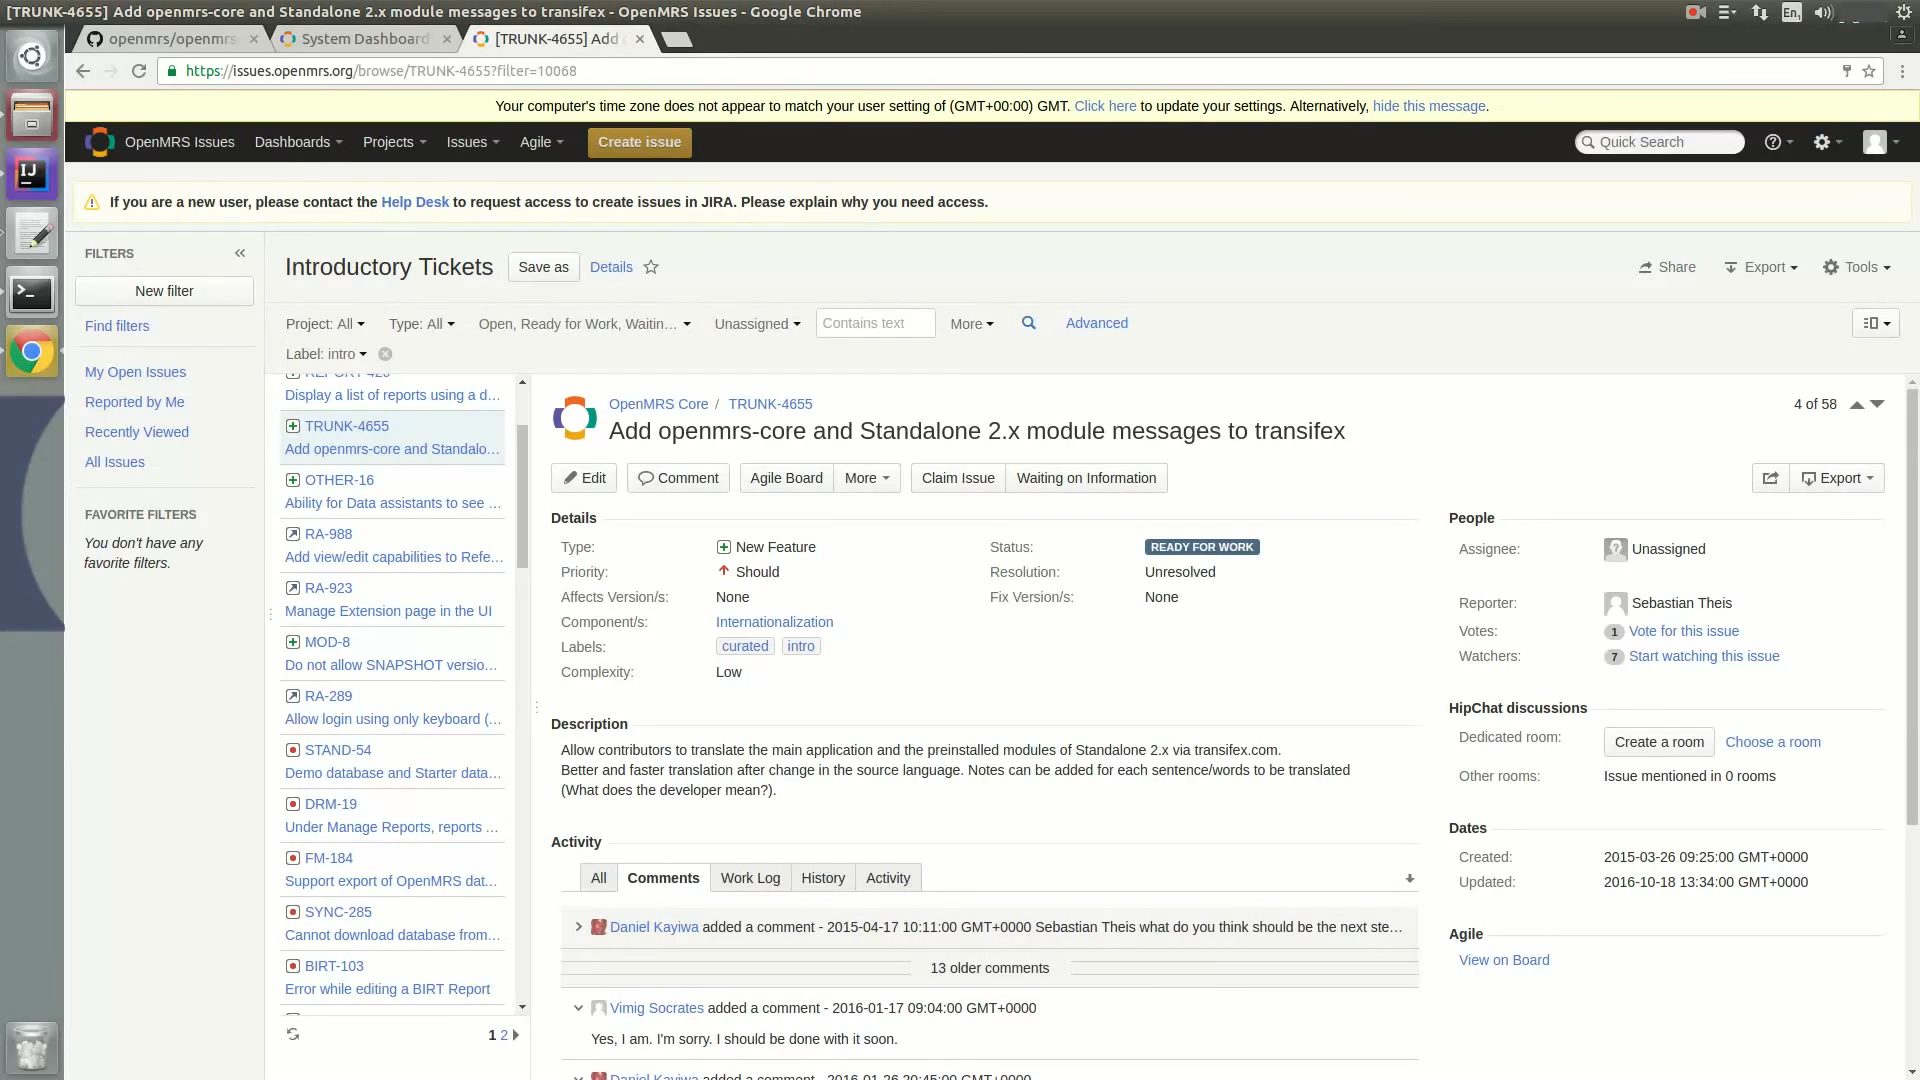 [TRUNK-4655] Add openmrs-core and Standalone 2.x module messages to transifex - OpenMRS Issues - Google Chrome
En
openmrs/openmrs
System Dashboard
[TRUNK-4655] Add
https://issues.openmrs.org/browse/TRUNK-4655?filter=10068
Your computer's time zone does not appear to match your user setting of (GMT+00:00) GMT. Click here to update your settings. Alternatively, hide this message.
OpenMRS Issues
Dashboards
Projects
Issues
Agile
Create issue
Quick Search
If you are a new user, please contact the Help Desk to request access to create issues in JIRA. Please explain why you need access.
FILTERS
New filter
Find filters
My Open Issues
Reported by Me
Recently Viewed
All Issues
FAVORITE FILTERS
You don't have any
favorite filters.
Introductory Tickets
Save as
Details
Share
Export
Tools
Project: All
Type: All
Open, Ready for Work, Waitin…
Unassigned
Contains text
More
Advanced
Label: intro
REPORT-420
Display a list of reports using a d…
TRUNK-4655
Add openmrs-core and Standalo…
OTHER-16
Ability for Data assistants to see …
RA-988
Add view/edit capabilities to Refe…
RA-923
Manage Extension page in the UI
MOD-8
Do not allow SNAPSHOT versio…
RA-289
Allow login using only keyboard (…
STAND-54
Demo database and Starter data…
DRM-19
Under Manage Reports, reports …
FM-184
Support export of OpenMRS dat…
SYNC-285
Cannot download database from…
BIRT-103
Error while editing a BIRT Report
1 2
OpenMRS Core / TRUNK-4655
4 of 58
Add openmrs-core and Standalone 2.x module messages to transifex
Edit
Comment
Agile Board
More
Claim Issue
Waiting on Information
Export
Details
Type: New Feature
Priority: Should
Affects Version/s: None
Component/s: Internationalization
Labels: curated intro
Complexity: Low
Status: READY FOR WORK
Resolution: Unresolved
Fix Version/s: None
Description
Allow contributors to translate the main application and the preinstalled modules of Standalone 2.x via transifex.com.
Better and faster translation after change in the source language. Notes can be added for each sentence/words to be translated
(What does the developer mean?).
Activity
All
Comments
Work Log
History
Activity
Daniel Kayiwa added a comment - 2015-04-17 10:11:00 GMT+0000 Sebastian Theis what do you think should be the next ste…
13 older comments
Vimig Socrates added a comment - 2016-01-17 09:04:00 GMT+0000
Yes, I am. I'm sorry. I should be done with it soon.
Daniel Kayiwa added a comment - 2016-01-26 20:45:00 GMT+0000
People
Assignee: Unassigned
Reporter: Sebastian Theis
Votes: 1 Vote for this issue
Watchers: 7 Start watching this issue
HipChat discussions
Dedicated room: Create a room Choose a room
Other rooms: Issue mentioned in 0 rooms
Dates
Created: 2015-03-26 09:25:00 GMT+0000
Updated: 2016-10-18 13:34:00 GMT+0000
Agile
View on Board